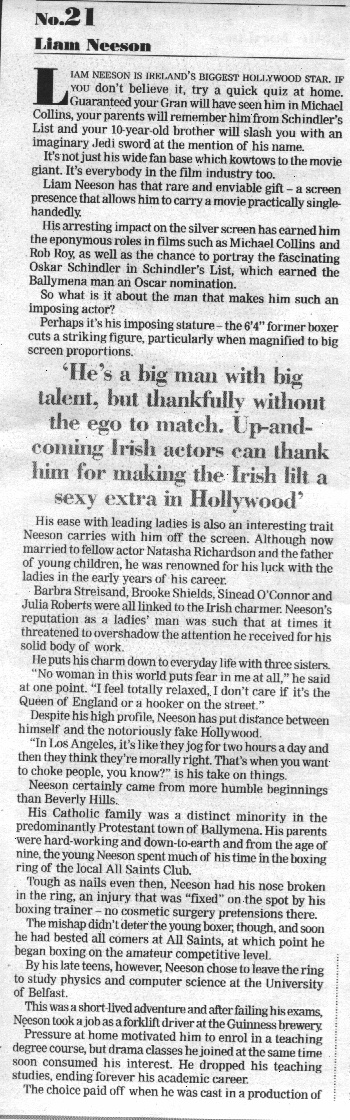 No.21
Liam Neeson
LIAM NEESON IS IRELAND'S BIGGEST HOLLYWOOD STAR. IF
YOU don't believe it, try a quick quiz at home.
Guaranteed your Gran will have seen him in Michael
Collins, your parents will remember him from Schindler's
List and your 10-year-old brother will slash you with an
imaginary Jedi sword at the mention of his name.
It's not just his wide fan base which kowtows to the movie
giant. It's everybody in the film industry too.
Liam Neeson has that rare and enviable gift – a screen
presence that allows him to carry a movie practically single-
handedly.
His arresting impact on the silver screen has earned him
the eponymous roles in films such as Michael Collins and
Rob Roy, as well as the chance to portray the fascinating
Oskar Schindler in Schindler's List, which earned the
Ballymena man an Oscar nomination.
So what is it about the man that makes him such an
imposing actor?
Perhaps it's his imposing stature – the 6'4" former boxer
cuts a striking figure, particularly when magnified to big
screen proportions.
'He's a big man with big
talent, but thankfully without
the ego to match. Up-and-
coming Irish actors can thank
him for making the Irish lilt a
sexy extra in Hollywood'
His ease with leading ladies is also an interesting trait
Neeson carries with him off the screen. Although now
married to fellow actor Natasha Richardson and the father
of young children, he was renowned for his luck with the
ladies in the early years of his career.
Barbra Streisand, Brooke Shields, Sinead O'Connor and
Julia Roberts were all linked to the Irish charmer. Neeson's
reputation as a ladies' man was such that at times it
threatened to overshadow the attention he received for his
solid body of work.
He puts his charm down to everyday life with three sisters.
"No woman in this world puts fear in me at all," he said
at one point. "I feel totally relaxed, I don't care if it's the
Queen of England or a hooker on the street."
Despite his high profile, Neeson has put distance between
himself and the notoriously fake Hollywood.
"In Los Angeles, it's like they jog for two hours a day and
then they think they're morally right. That's when you want
to choke people, you know?" is his take on things.
Neeson certainly came from more humble beginnings
than Beverly Hills.
His Catholic family was a distinct minority in the
predominantly Protestant town of Ballymena. His parents
were hard-working and down-to-earth and from the age of
nine, the young Neeson spent much of his time in the boxing
ring of the local All Saints Club.
Tough as nails even then, Neeson had his nose broken
in the ring, an injury that was "fixed" on the spot by his
boxing trainer – no cosmetic surgery pretensions there.
The mishap didn't deter the young boxer, though, and soon
he had bested all comers at All Saints, at which point he
began boxing on the amateur competitive level.
By his late teens, however, Neeson chose to leave the ring
to study physics and computer science at the University
of Belfast.
This was a short-lived adventure and after failing his exams,
Neeson took a job as a forklift driver at the Guinness brewery.
Pressure at home motivated him to enrol in a teaching
degree course, but drama classes he joined at the same time
soon consumed his interest. He dropped his teaching
studies, ending forever his academic career.
The choice paid off when he was cast in a production of